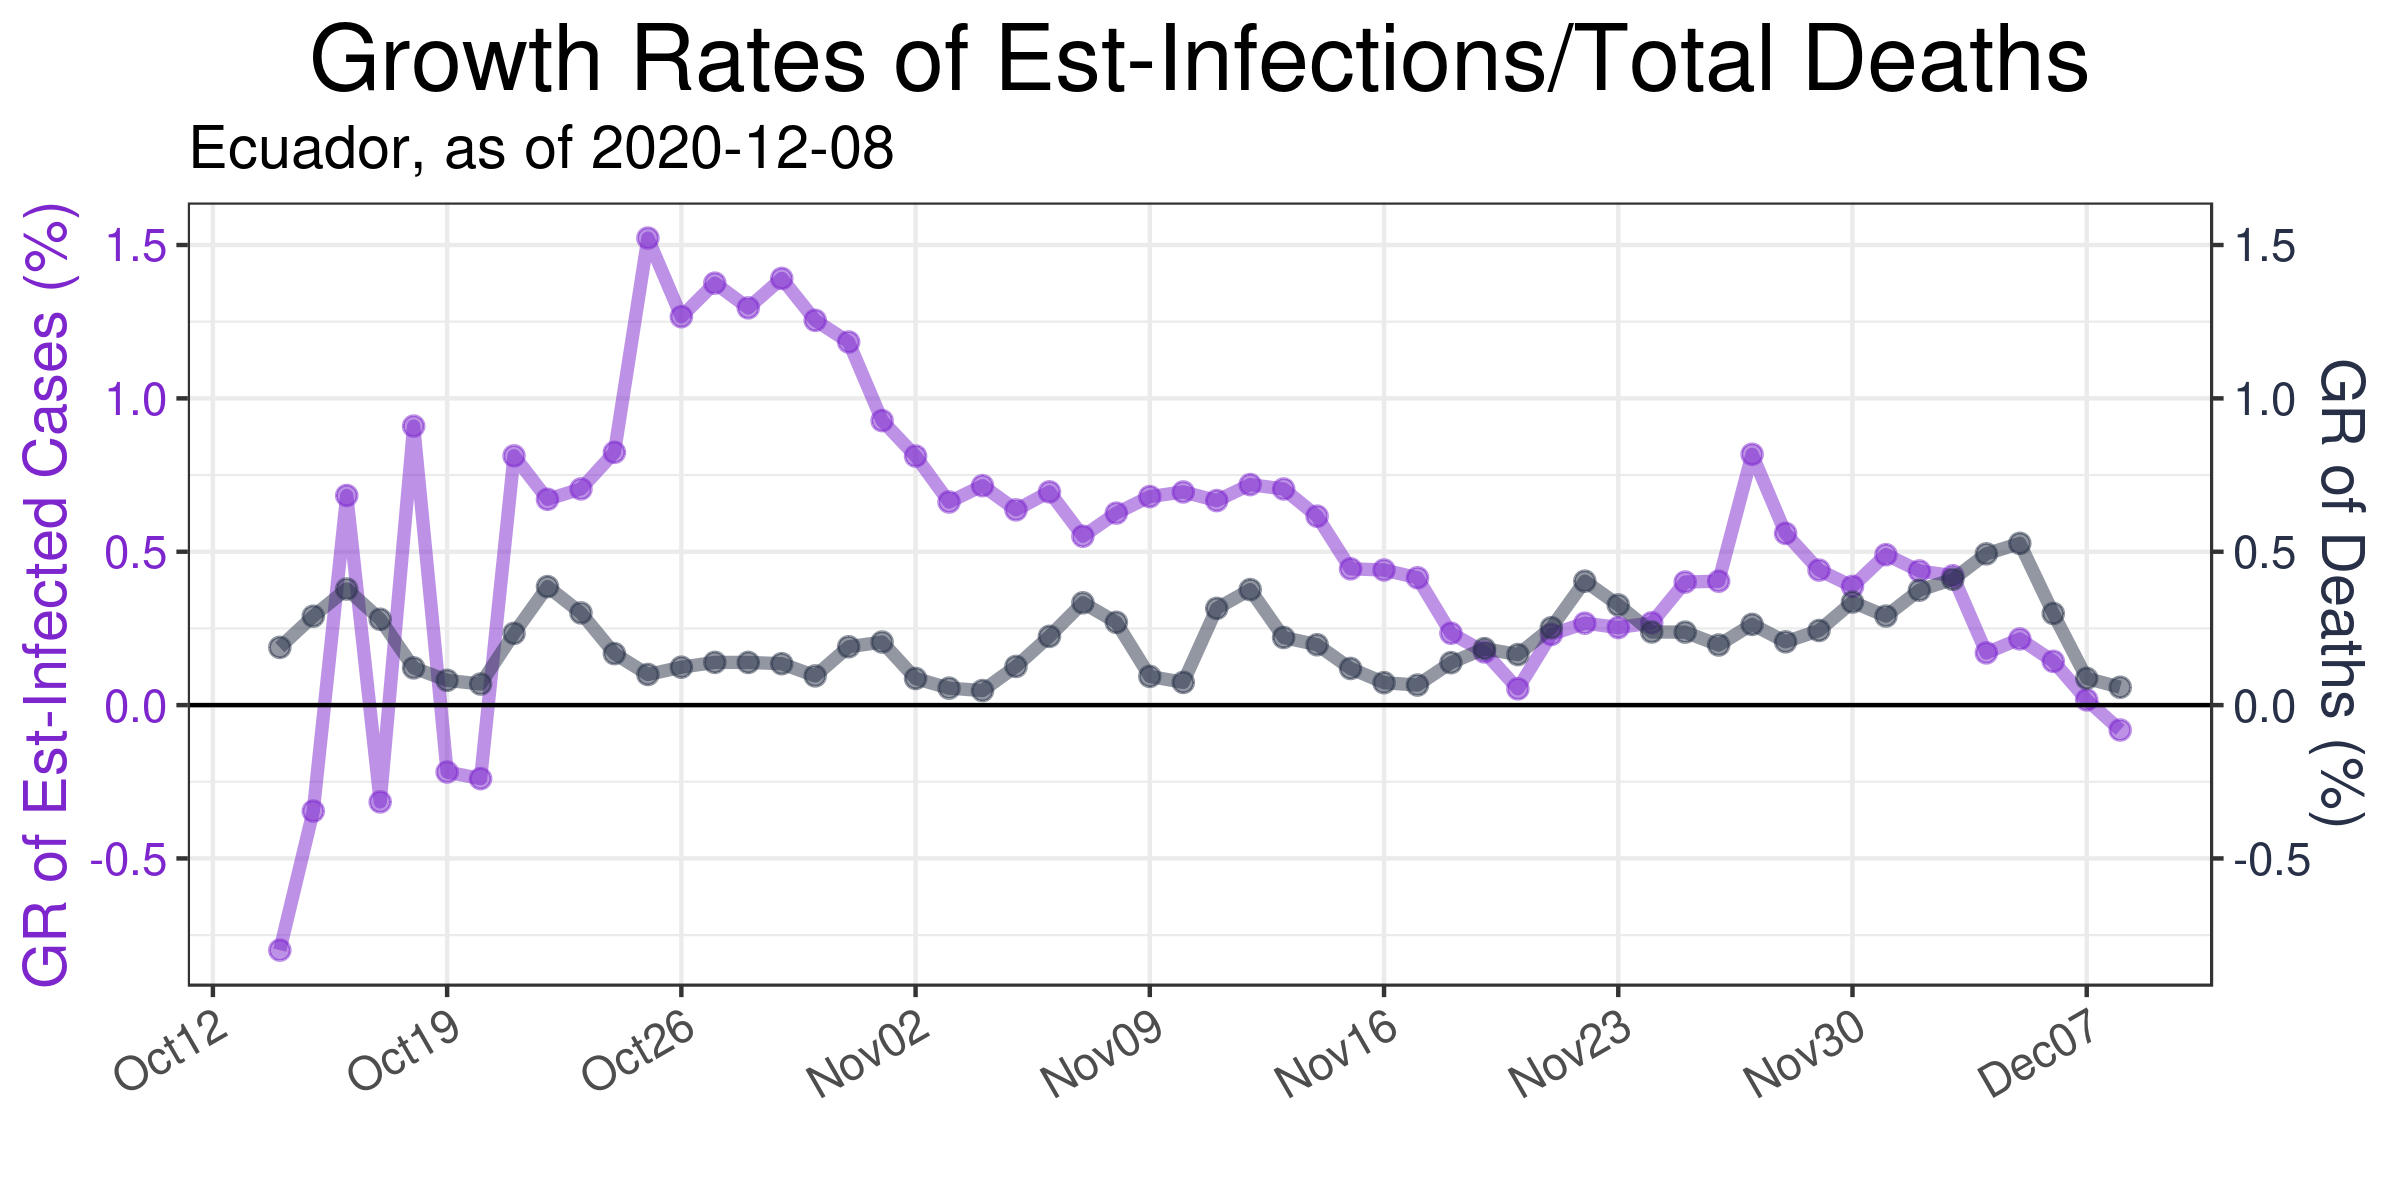 Growth Rates of Est-Infections/Total Deaths
Ecuador, as of 2020-12-08
GR of Est-Infected Cases (%)
1.5
1.0
0.5
0.0
-0.5
1.5
1.0
0.5
0.0
-0.5
GR of Deaths (%)
Oct12
Oct19
Oct26
Nov02
Nov09
Nov16
Nov23
Nov30
Dec07